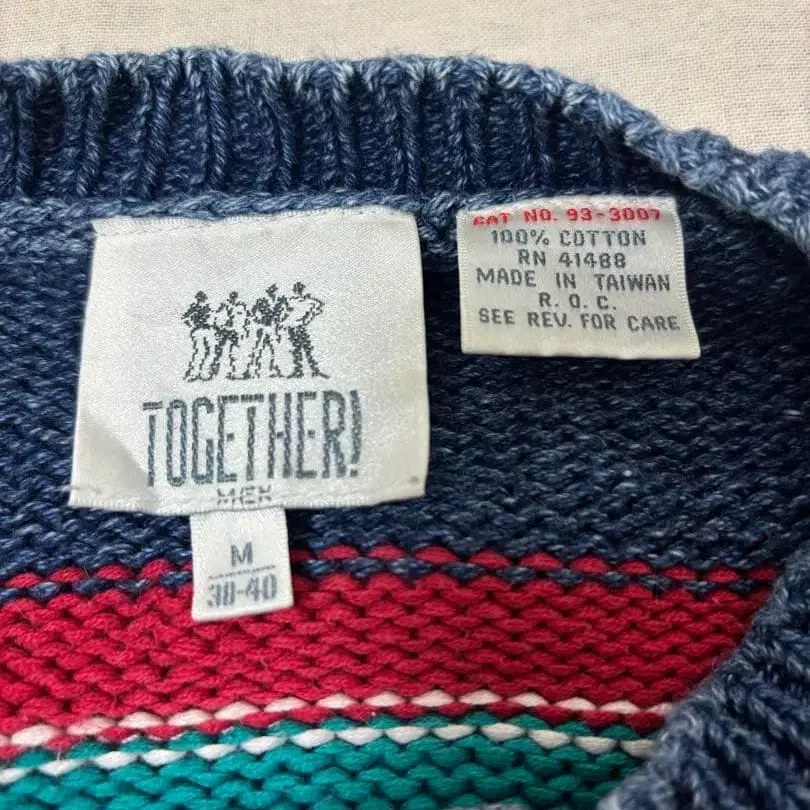 TOGETHER!
MEN
M
38-40
CAT NO. 93-3007
100% COTTON
RN 41488
MADE IN TAIWAN
R.O.C.
SEE REV. FOR CARE